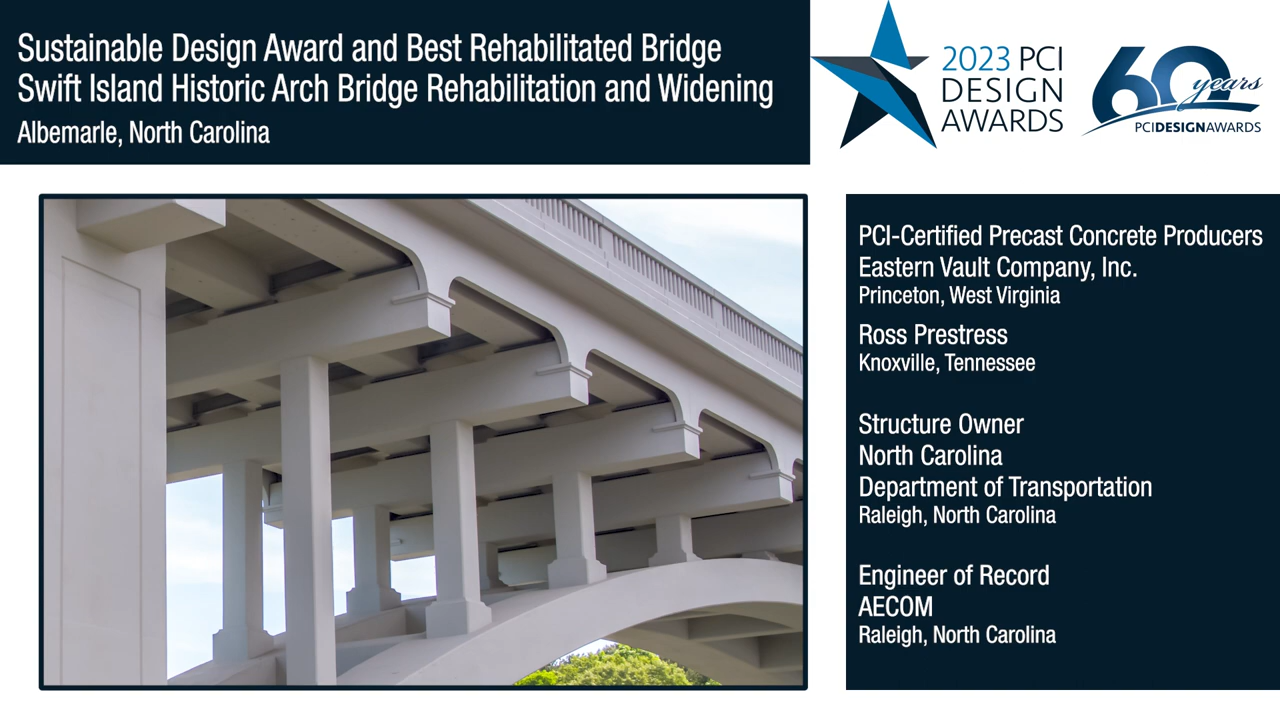 Sustainable Design Award and Best Rehabilitated Bridge
Swift Island Historic Arch Bridge Rehabilitation and Widening
Albemarle, North Carolina
2023 PCI
DESIGN
AWARDS
60 years
PCIDESIGNAWARDS
PCI-Certified Precast Concrete Producers
Eastern Vault Company, Inc.
Princeton, West Virginia
Ross Prestress
Knoxville, Tennessee
Structure Owner
North Carolina
Department of Transportation
Raleigh, North Carolina
Engineer of Record
AECOM
Raleigh, North Carolina